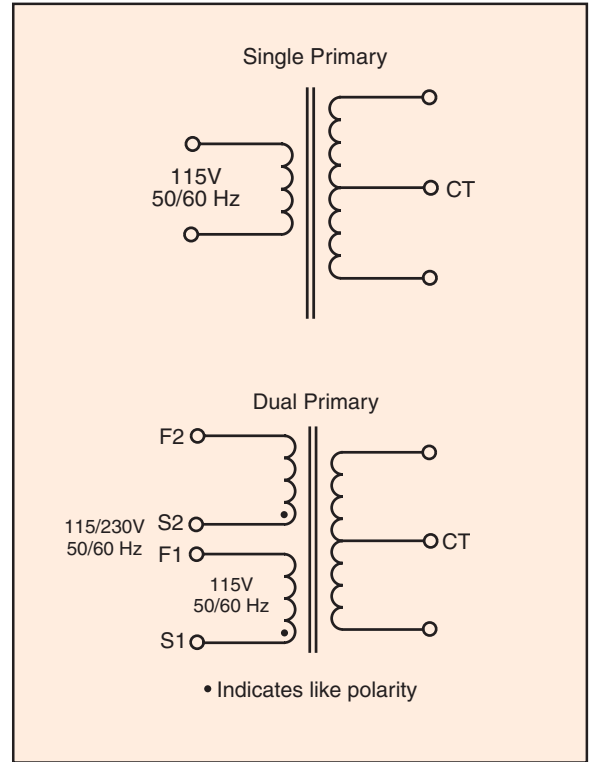 Single Primary
115V
50/60 Hz
CT
Dual Primary
F2
S2
115/230V
50/60 Hz
F1
CT
115V
50/60 Hz
S1
• Indicates like polarity